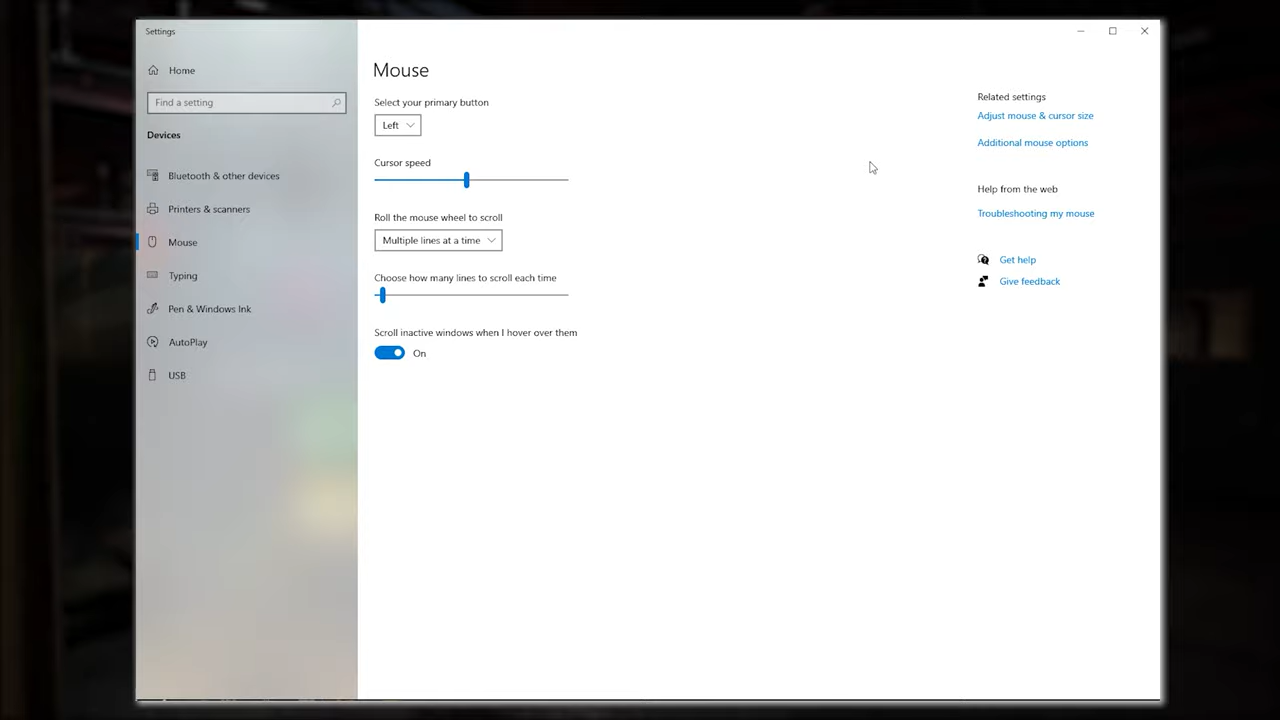 Settings
Home
Find a setting
Devices
Bluetooth & other devices
Printers & scanners
Mouse
Typing
Pen & Windows Ink
AutoPlay
USB
Mouse
Select your primary button
Left
Cursor speed
Roll the mouse wheel to scroll
Multiple lines at a time
Choose how many lines to scroll each time
Scroll inactive windows when I hover over them
On
Related settings
Adjust mouse & cursor size
Additional mouse options
Help from the web
Troubleshooting my mouse
Get help
Give feedback